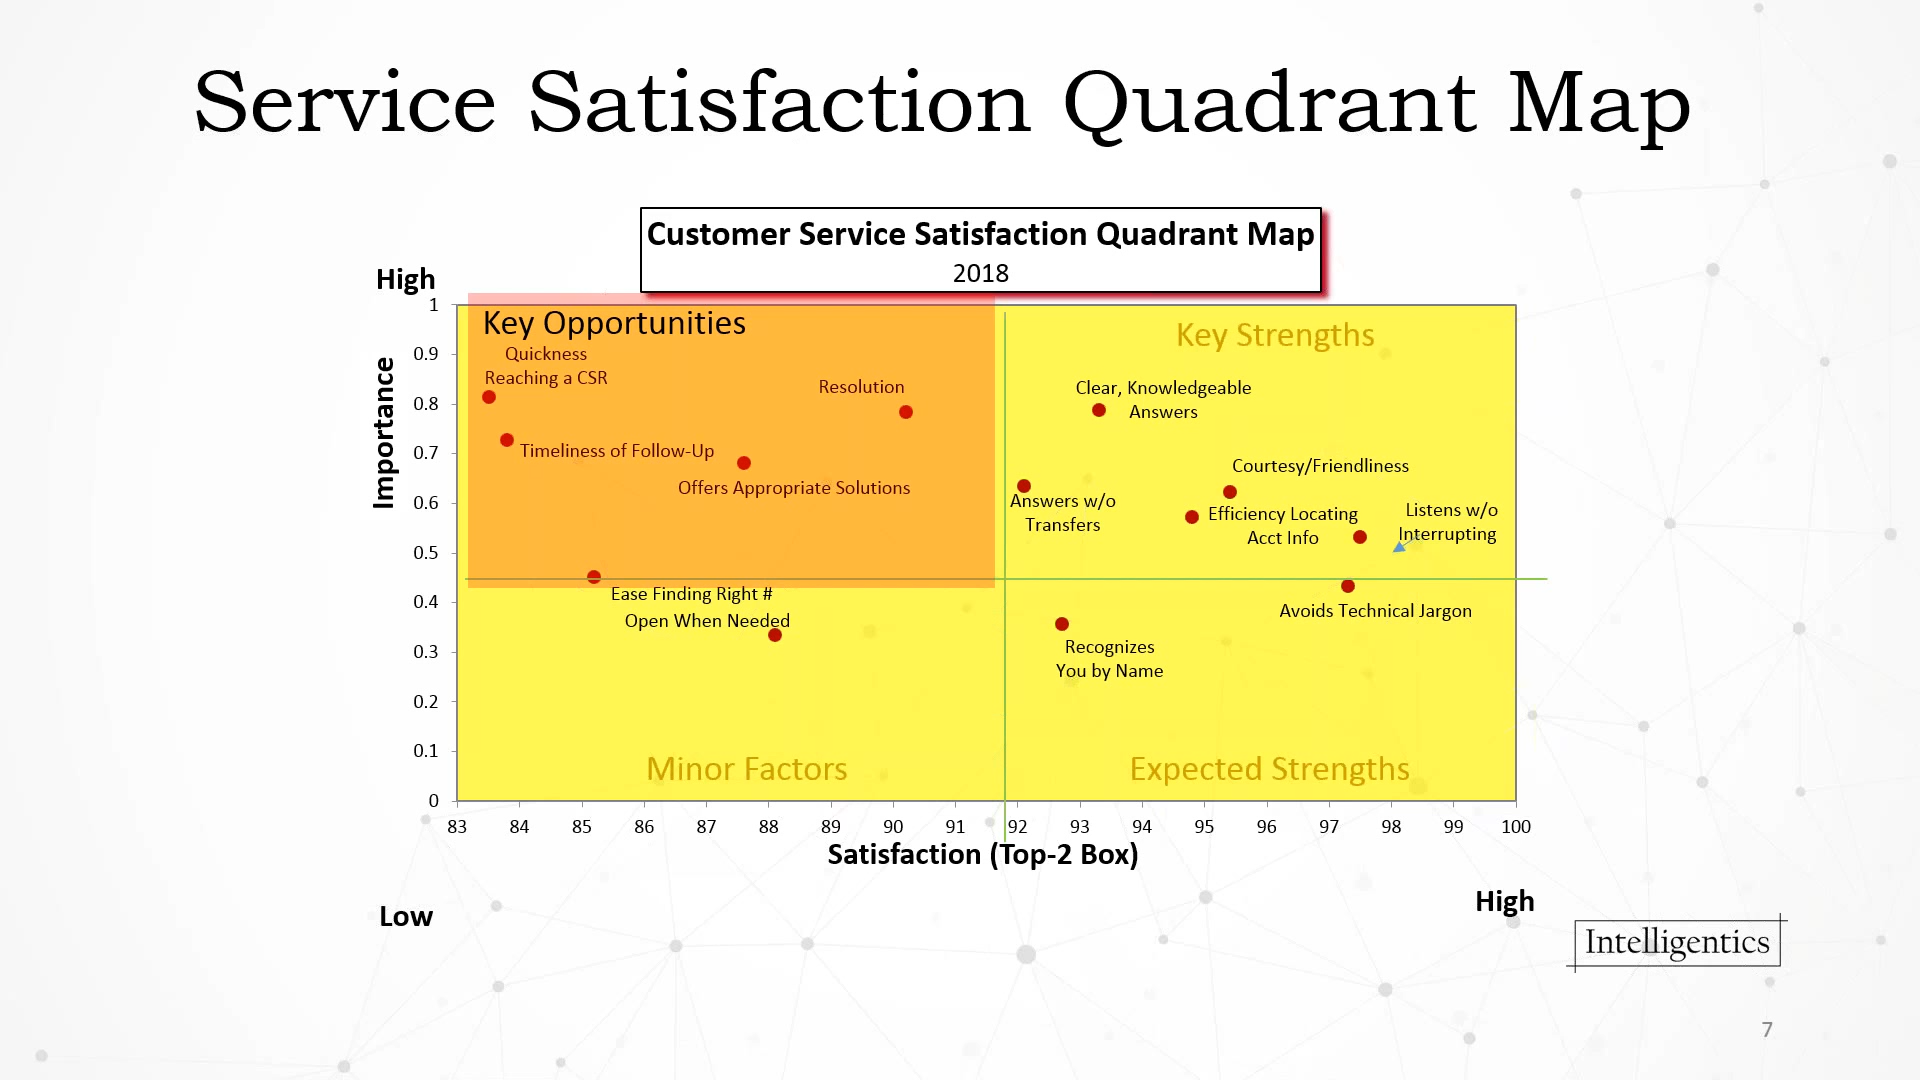 Service Satisfaction Quadrant Map
Customer Service Satisfaction Quadrant Map
2018
High
Importance
1
0.9
0.8
0.7
0.6
0.5
0.4
0.3
0.2
0.1
0
Key Opportunities
Quickness
Reaching a CSR
Resolution
Timeliness of Follow-Up
Offers Appropriate Solutions
Key Strengths
Clear, Knowledgeable
Answers
Courtesy/Friendliness
Answers w/o
Transfers
Efficiency Locating
Acct Info
Listens w/o
Interrupting
Ease Finding Right #
Open When Needed
Minor Factors
Avoids Technical Jargon
Recognizes
You by Name
Expected Strengths
83 84 85 86 87 88 89 90 91 92 93 94 95 96 97 98 99 100
Satisfaction (Top-2 Box)
Low
High
Intelligentics
7